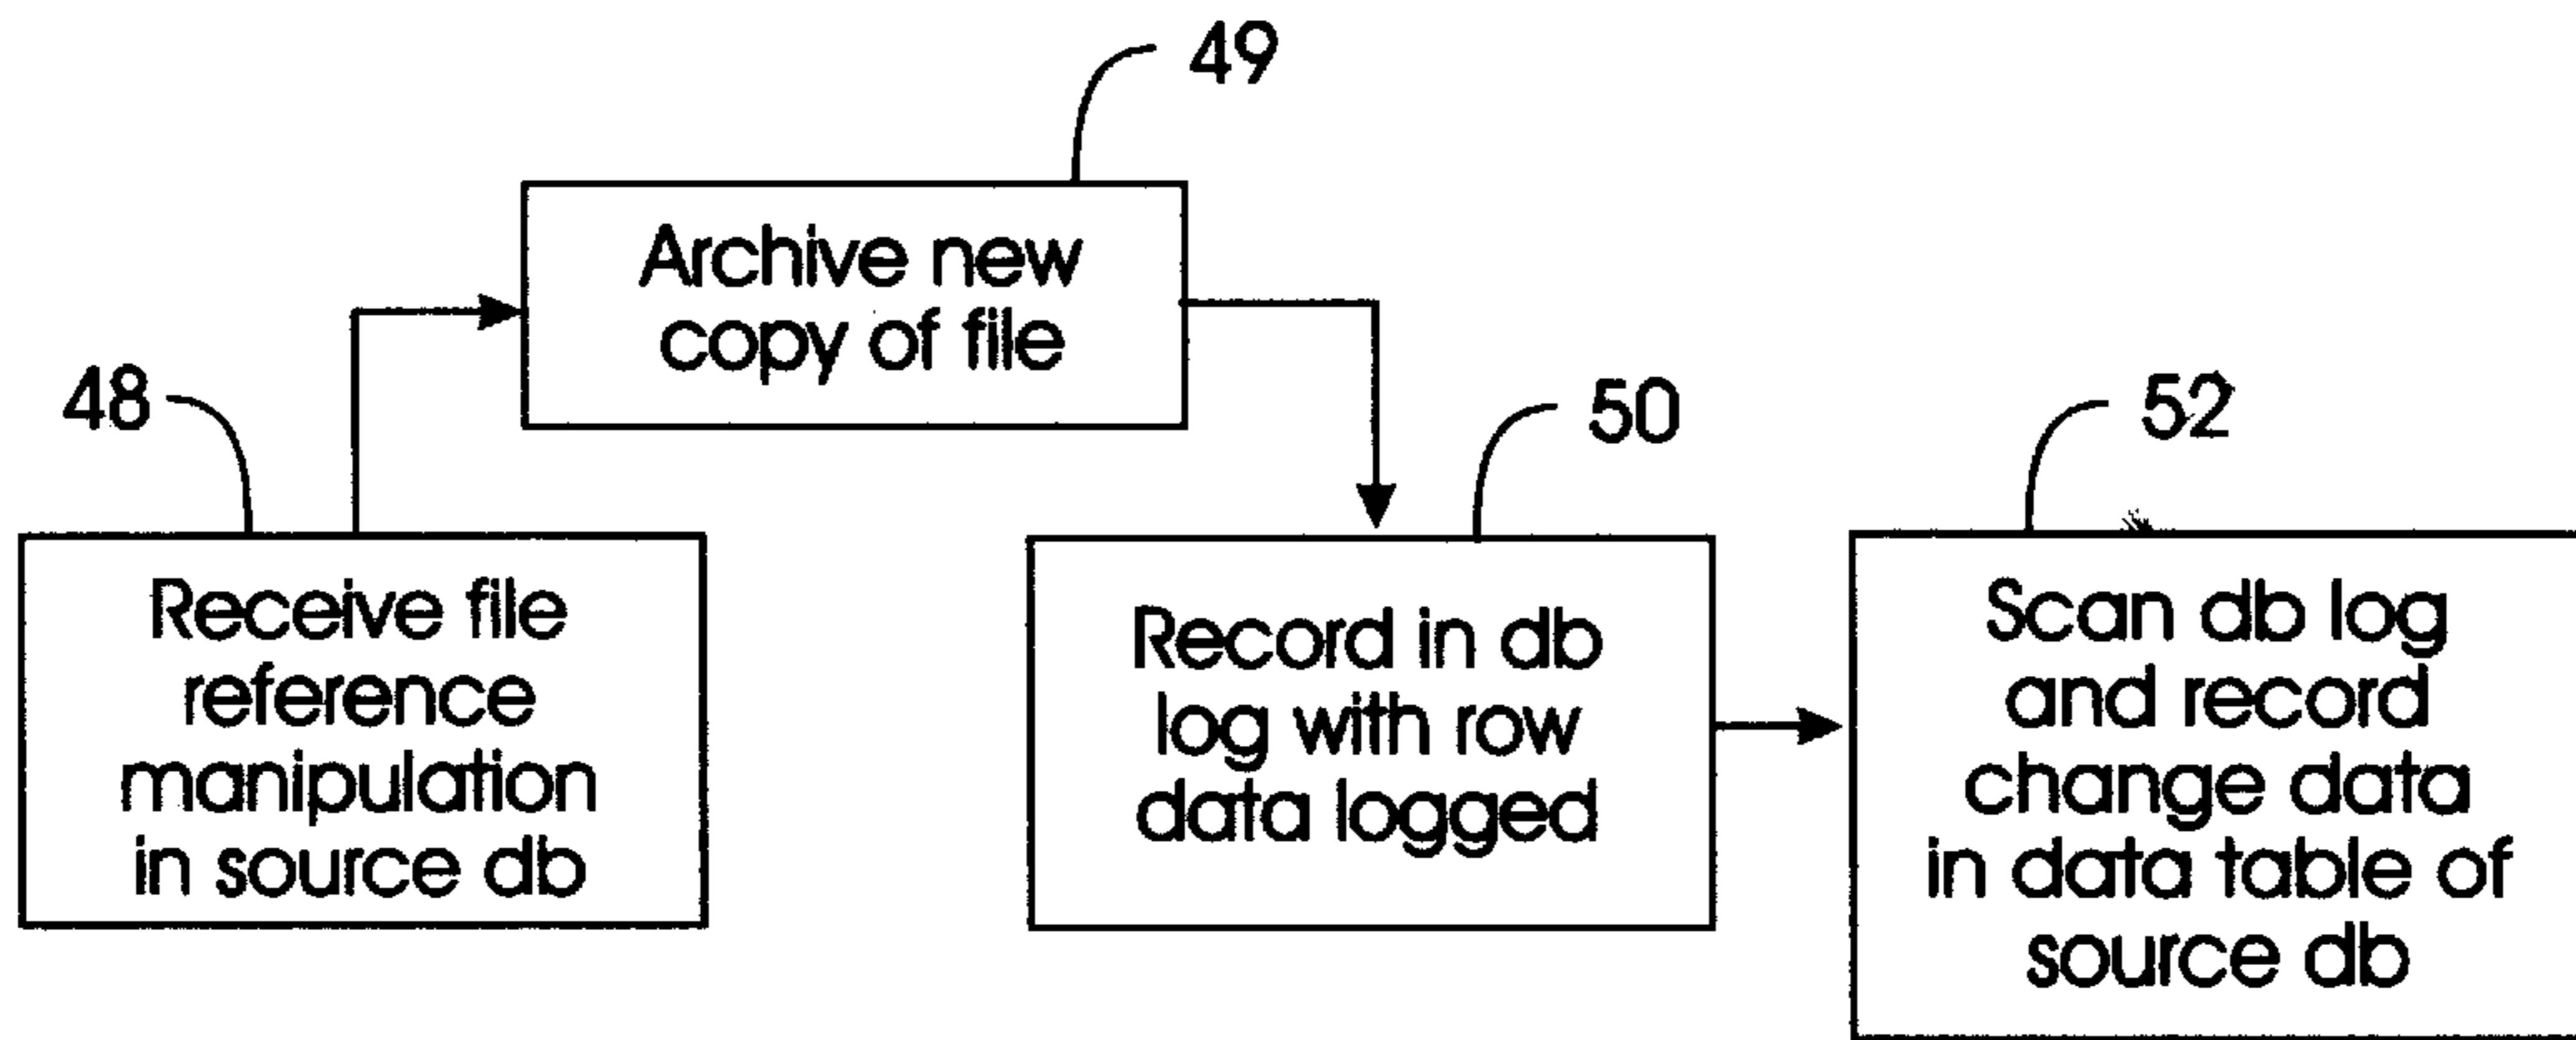 49
Archive new
copy of file
48
Receive file
reference
manipulation
in source db
50
Record in db
log with row
data logged
52
Scan db log
and record
change data
in data table of
source db